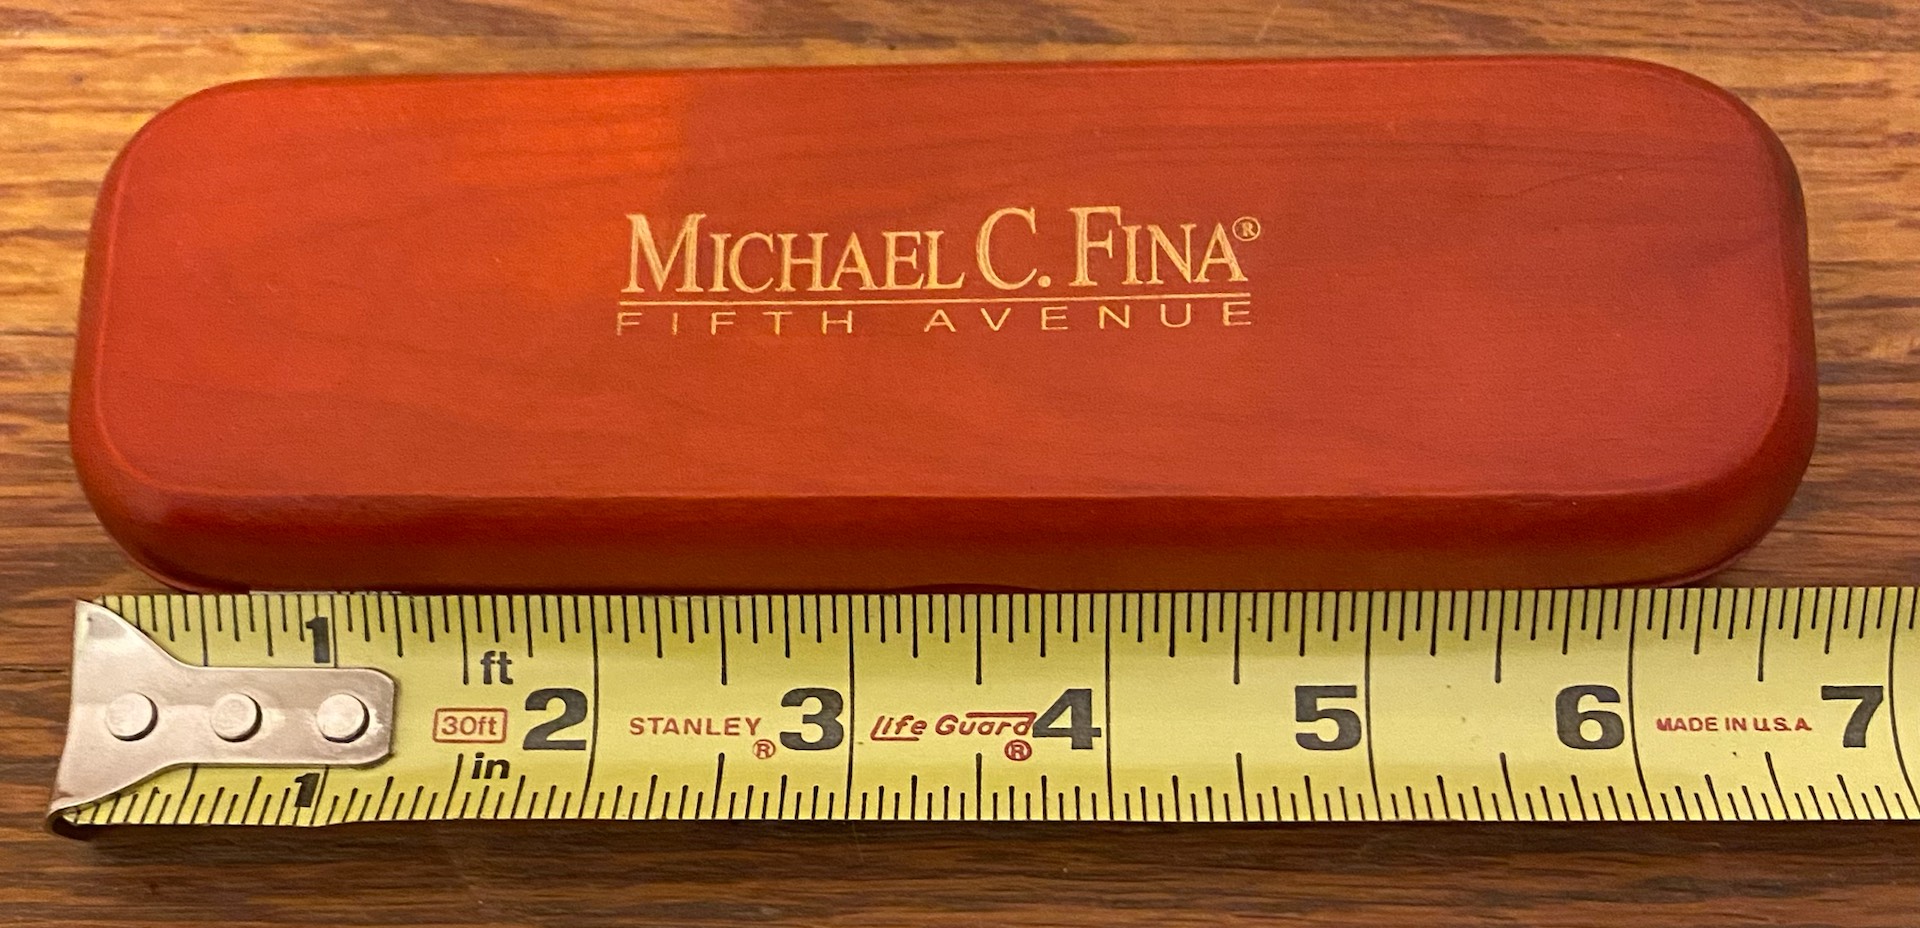 MICHAEL C. FINA®
FIFTH AVENUE
1 ft 2 3 4 5 6 7
30ft STANLEY® Life Guard® MADE IN U.S.A
1 in